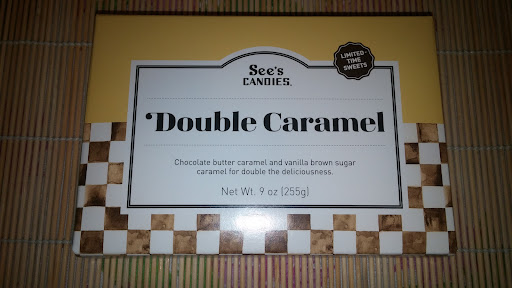 See's
CANDIES®
LIMITED-
TIME
SWEETS
Double Caramel
Chocolate butter caramel and vanilla brown sugar
caramel for double the deliciousness.
Net Wt. 9 oz (255g)